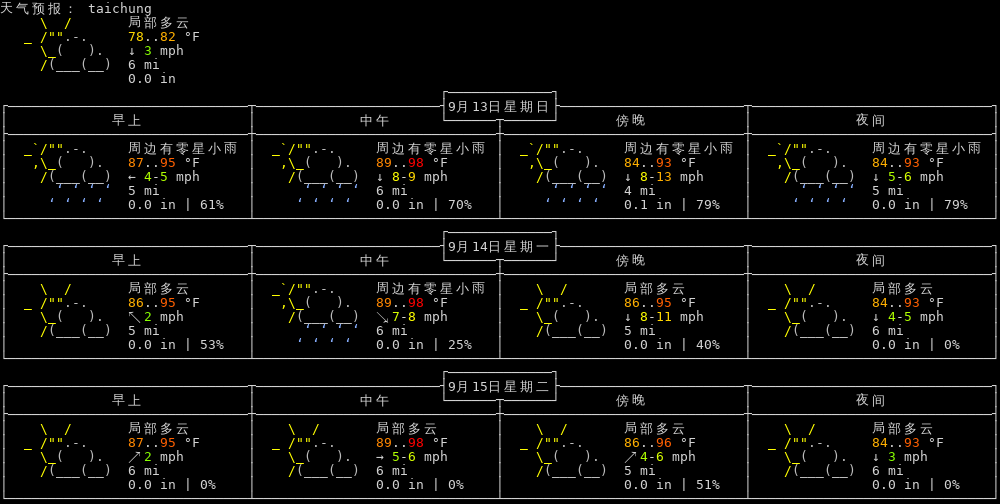 天气预报： taichung
局部多云
78..82 °F
↓ 3 mph
6 mi
0.0 in
9月13日星期日
早上 中午 傍晚 夜间
周边有零星小雨 周边有零星小雨 周边有零星小雨 周边有零星小雨
87..95 °F 89..98 °F 84..93 °F 84..93 °F
← 4-5 mph ↓ 8-9 mph ↓ 8-13 mph ↓ 5-6 mph
5 mi 6 mi 4 mi 5 mi
0.0 in | 61% 0.0 in | 70% 0.1 in | 79% 0.0 in | 79%
9月14日星期一
早上 中午 傍晚 夜间
局部多云 周边有零星小雨 局部多云 局部多云
86..95 °F 89..98 °F 86..95 °F 84..93 °F
↖ 2 mph ↘ 7-8 mph ↓ 8-11 mph ↓ 4-5 mph
5 mi 6 mi 5 mi 6 mi
0.0 in | 53% 0.0 in | 25% 0.0 in | 40% 0.0 in | 0%
9月15日星期二
早上 中午 傍晚 夜间
局部多云 局部多云 局部多云 局部多云
87..95 °F 89..98 °F 86..96 °F 84..93 °F
↗ 2 mph → 5-6 mph ↗ 4-6 mph ↓ 3 mph
6 mi 6 mi 5 mi 6 mi
0.0 in | 0% 0.0 in | 0% 0.0 in | 51% 0.0 in | 0%